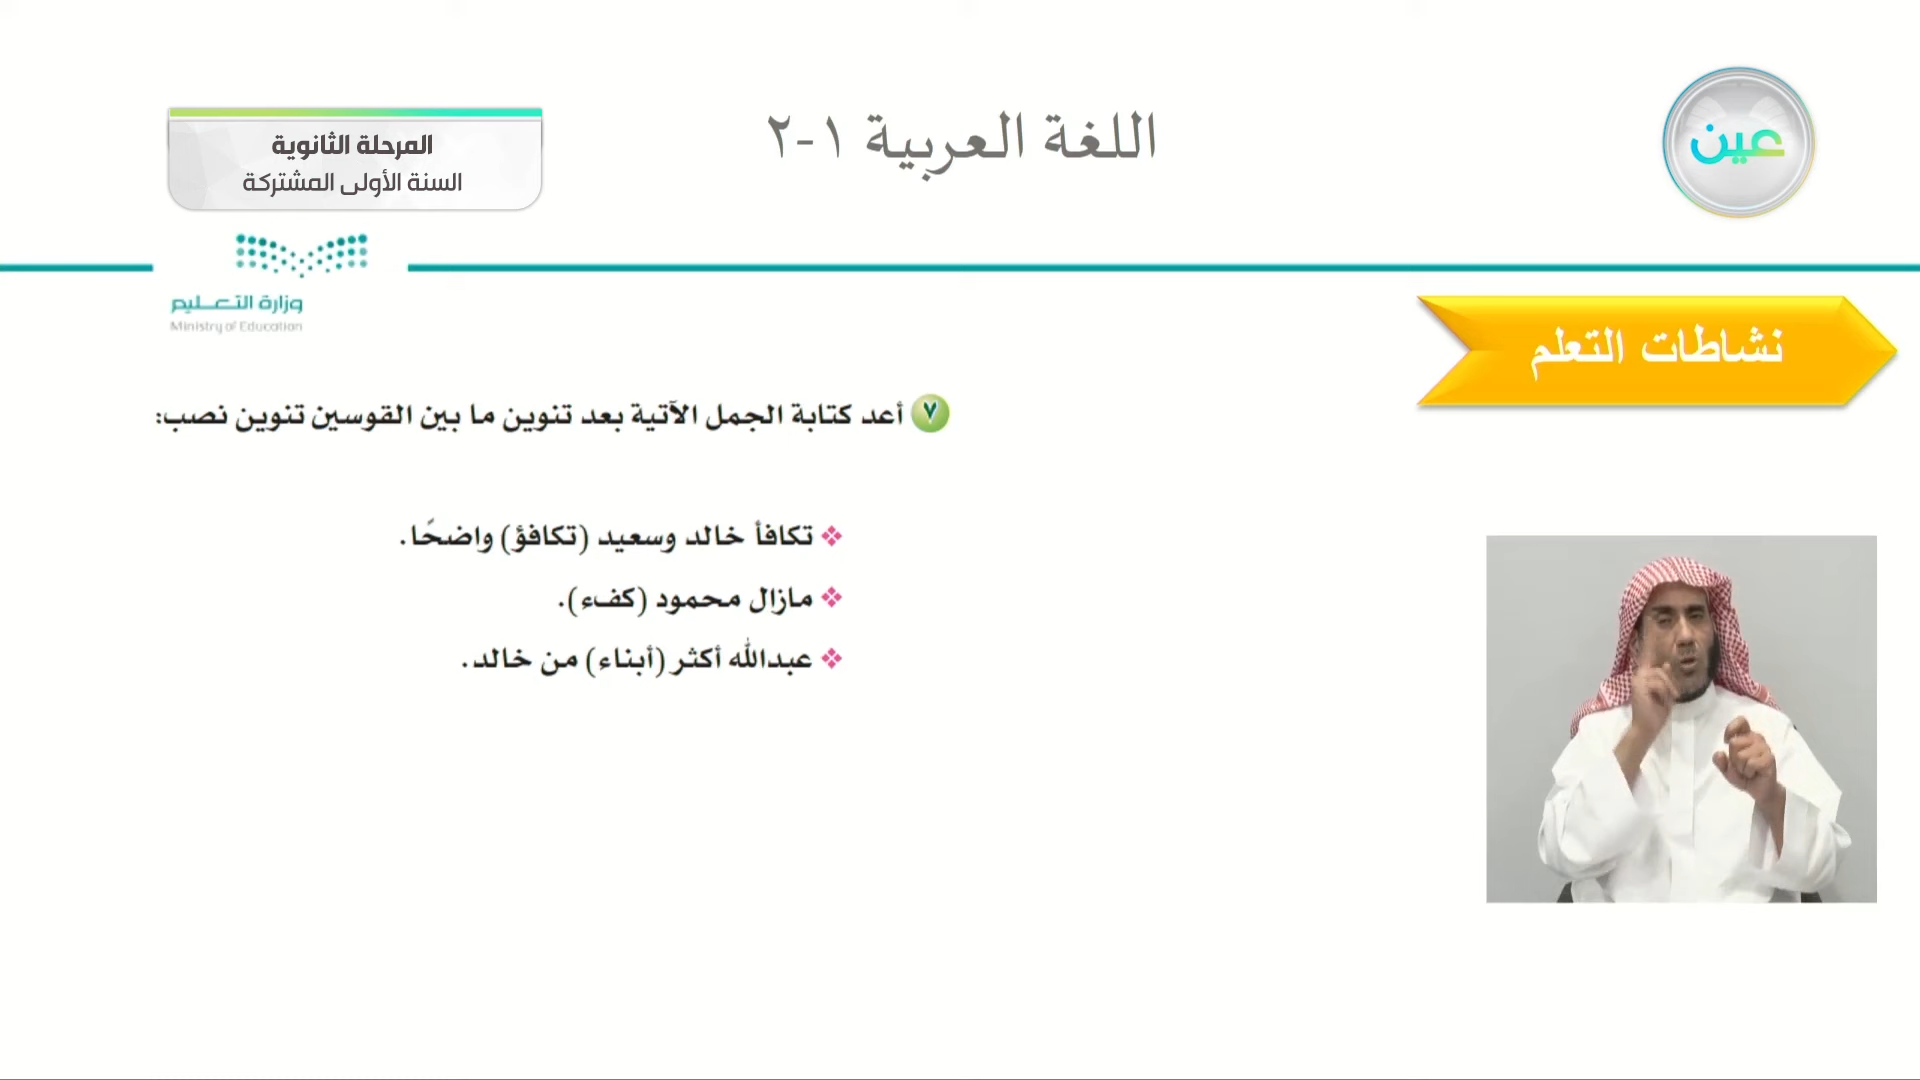 عين
اللغة العربية ١-٢
المرحلة الثانوية
السنة الأولى المشتركة
وزارة التعليم
Ministry of Education
نشاطات التعلم
٧ أعد كتابة الجمل الآتية بعد تنوين ما بين القوسين تنوين نصب:
تكافأ خالد وسعيد (تكافؤ) واضحًا.
مازال محمود (كفء).
عبدالله أكثر (أبناء) من خالد.